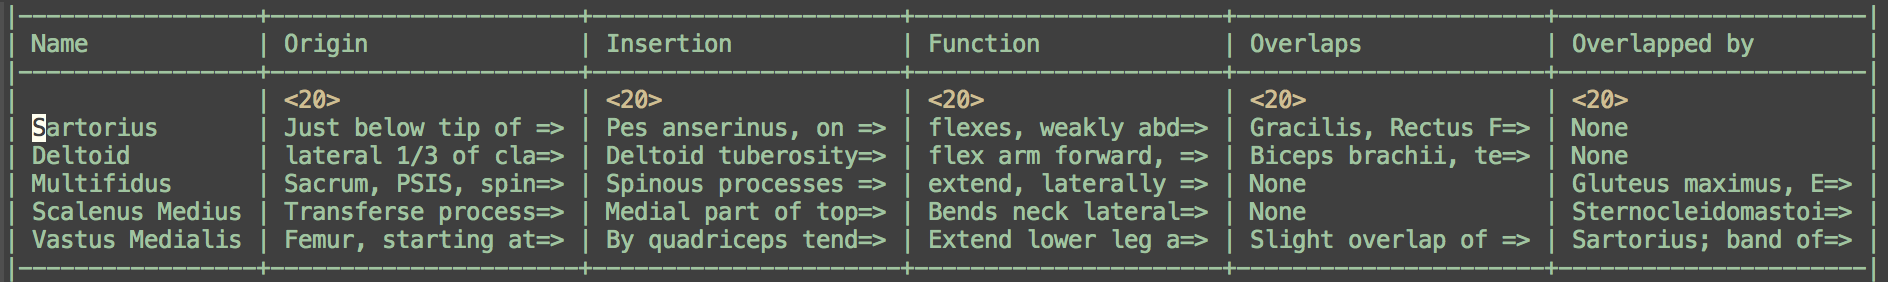 |-----------------+----------------------+----------------------+----------------------+----------------------+----------------------|
| Name            | Origin               | Insertion            | Function             | Overlaps             | Overlapped by        |
|-----------------+----------------------+----------------------+----------------------+----------------------+----------------------|
|                 | <20>                 | <20>                 | <20>                 | <20>                 | <20>                 |
| Sartorius       | Just below tip of => | Pes anserinus, on => | flexes, weakly abd=> | Gracilis, Rectus F=> | None                 |
| Deltoid         | lateral 1/3 of cla=> | Deltoid tuberosity=> | flex arm forward, => | Biceps brachii, te=> | None                 |
| Multifidus      | Sacrum, PSIS, spin=> | Spinous processes => | extend, laterally => | None                 | Gluteus maximus, E=> |
| Scalenus Medius | Transferse process=> | Medial part of top=> | Bends neck lateral=> | None                 | Sternocleidomastoi=> |
| Vastus Medialis | Femur, starting at=> | By quadriceps tend=> | Extend lower leg a=> | Slight overlap of => | Sartorius; band of=> |
|-----------------+----------------------+----------------------+----------------------+----------------------+----------------------|